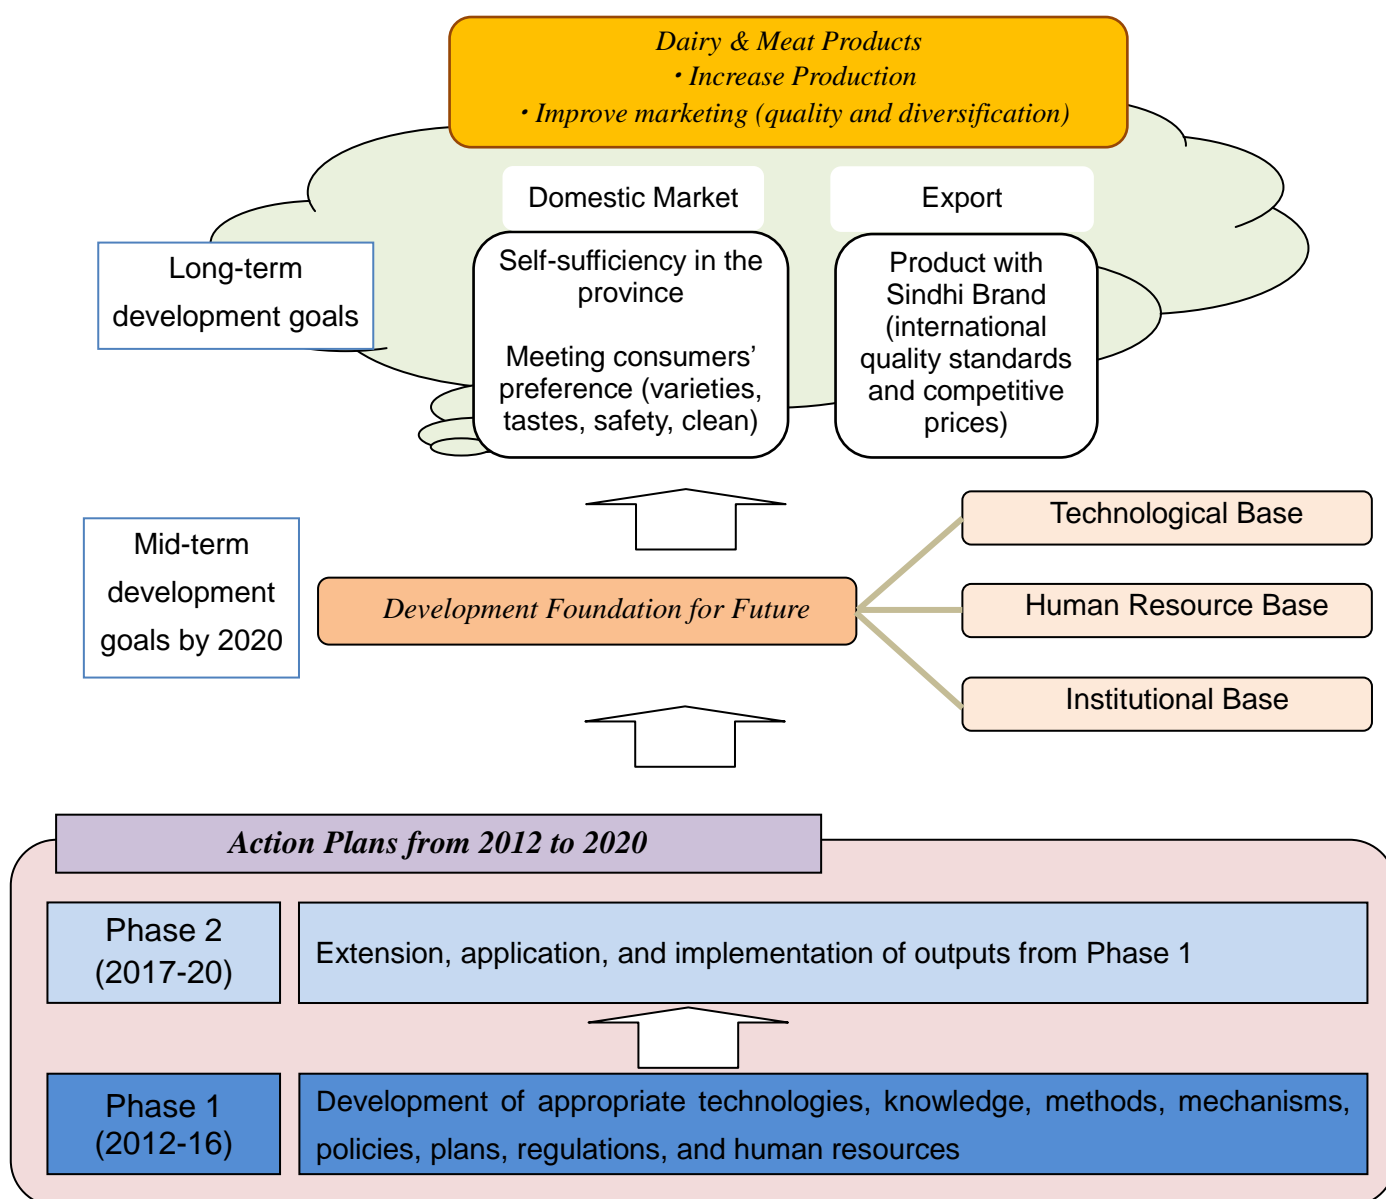 Dairy & Meat Products
・Increase Production
・Improve marketing (quality and diversification)
Domestic Market
Export
Long-term
development goals
Self-sufficiency in the
province
Meeting consumers’
preference (varieties,
tastes, safety, clean)
Product with
Sindhi Brand
(international
quality standards
and competitive
prices)
Mid-term
development
goals by 2020
Development Foundation for Future
Technological Base
Human Resource Base
Institutional Base
Action Plans from 2012 to 2020
Phase 2
(2017-20)
Extension, application, and implementation of outputs from Phase 1
Phase 1
(2012-16)
Development of appropriate technologies, knowledge, methods, mechanisms,
policies, plans, regulations, and human resources